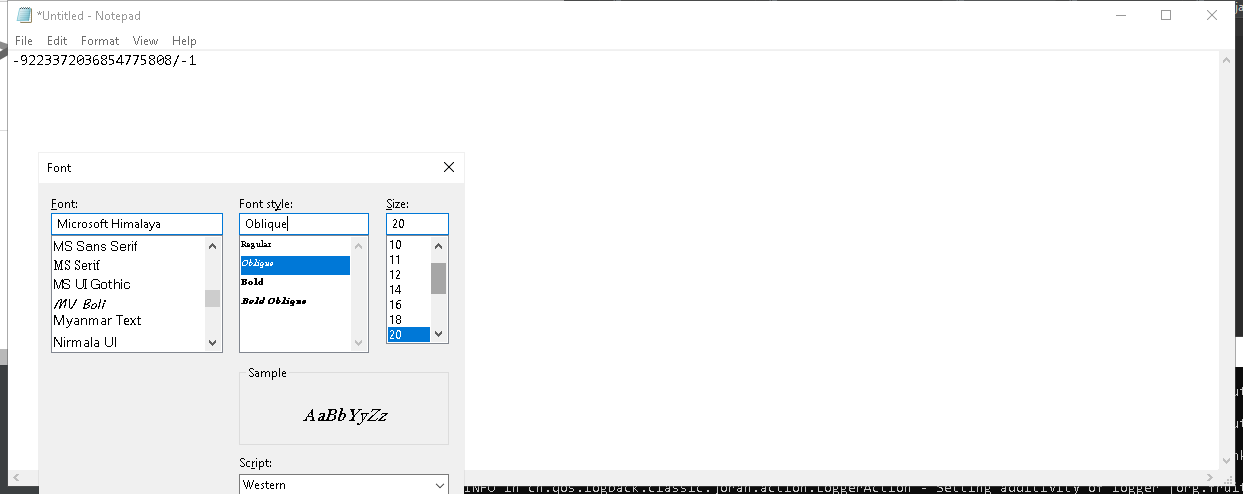 *Untitled - Notepad
File Edit Format View Help
-9223372036854775808/-1
Font
Font: Font style: Size:
Microsoft Himalaya Oblique 20
MS Sans Serif
MS Serif
MS UI Gothic
MV Boli
Myanmar Text
Nirmala UI
Regular
Oblique
Bold
Bold Oblique
10
11
12
14
16
18
20
Sample
AaBbYyZz
Script:
Western
INFO in ch.qos.logback.classic.joran.action.LoggerAction - Setting additivity of logger